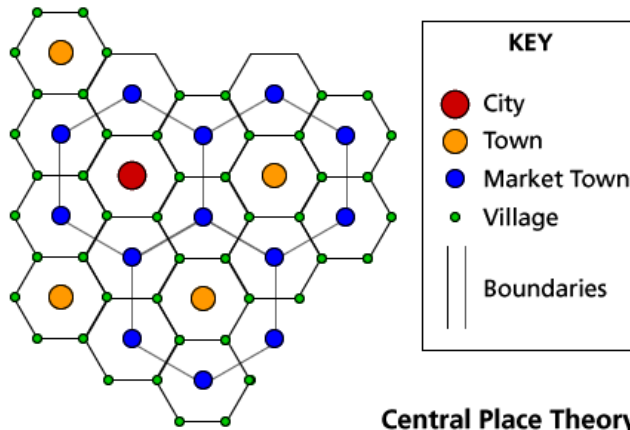 KEY
City
Town
Market Town
Village
Boundaries
Central Place Theory